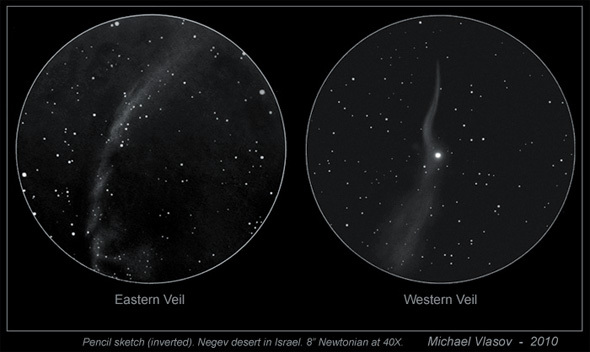 Eastern Veil
Western Veil
Pencil sketch (inverted). Negev desert in Israel. 8" Newtonian at 40X.
Michael Vlasov - 2010